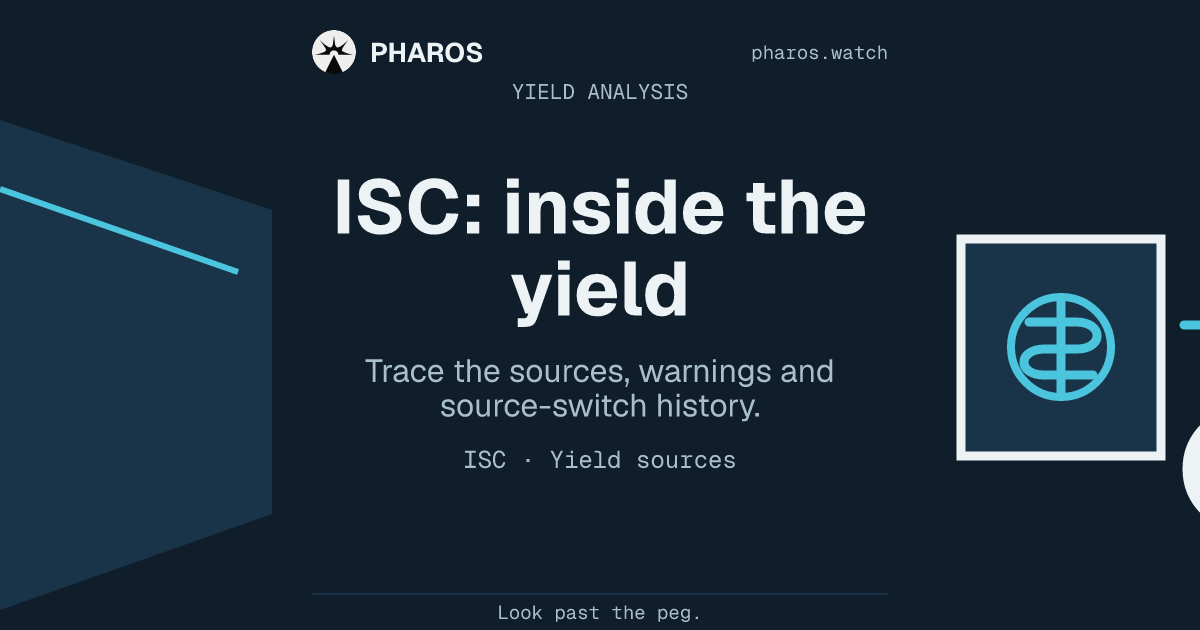 PHAROS
pharos.watch
YIELD ANALYSIS
ISC: inside the
yield
Trace the sources, warnings and
source-switch history.
ISC · Yield sources
Look past the peg.